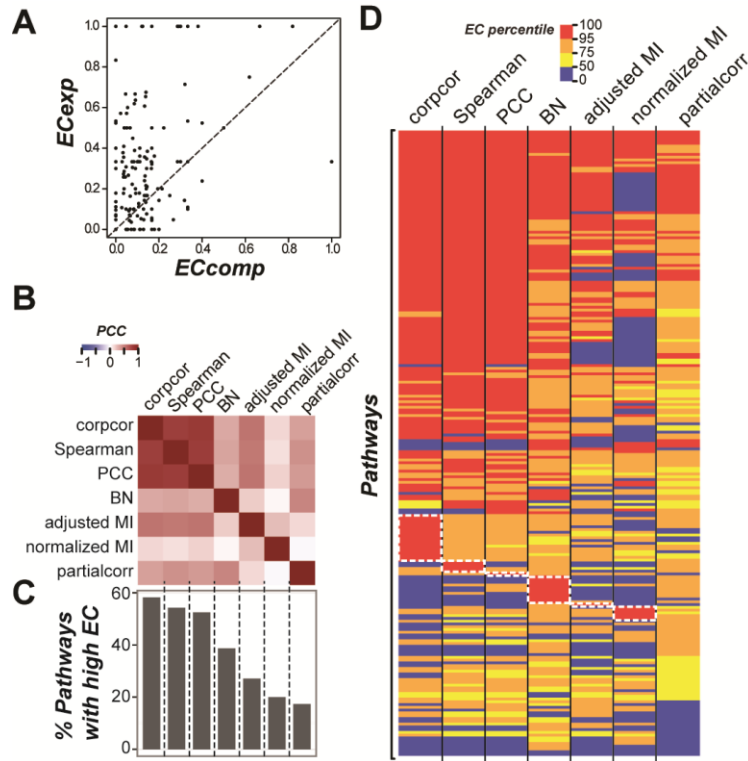 A
1.0
0.8
0.6
0.4
0.2
0.0
ECexp
0.0 0.2 0.4 0.6 0.8 1.0
ECcomp
B
PCC
−1 0 1
corpcor
Spearman
PCC
BN
adjusted MI
normalized MI
partialcorr
corpcor
Spearman
PCC
BN
adjusted MI
normalized MI
partialcorr
C
60
40
20
0
% Pathways
with high EC
D
EC percentile
100
95
75
50
0
corpcor
Spearman
PCC
BN
adjusted MI
normalized MI
partialcorr
Pathways